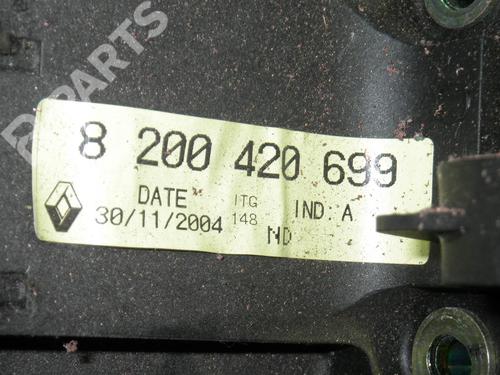 B-PARTS
8 200 420 699
DATE ITG IND: A
30/11/2004 148 ND